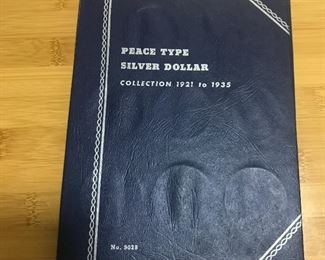 PEACE TYPE
SILVER DOLLAR
COLLECTION 1921 to 1935
No. 9028